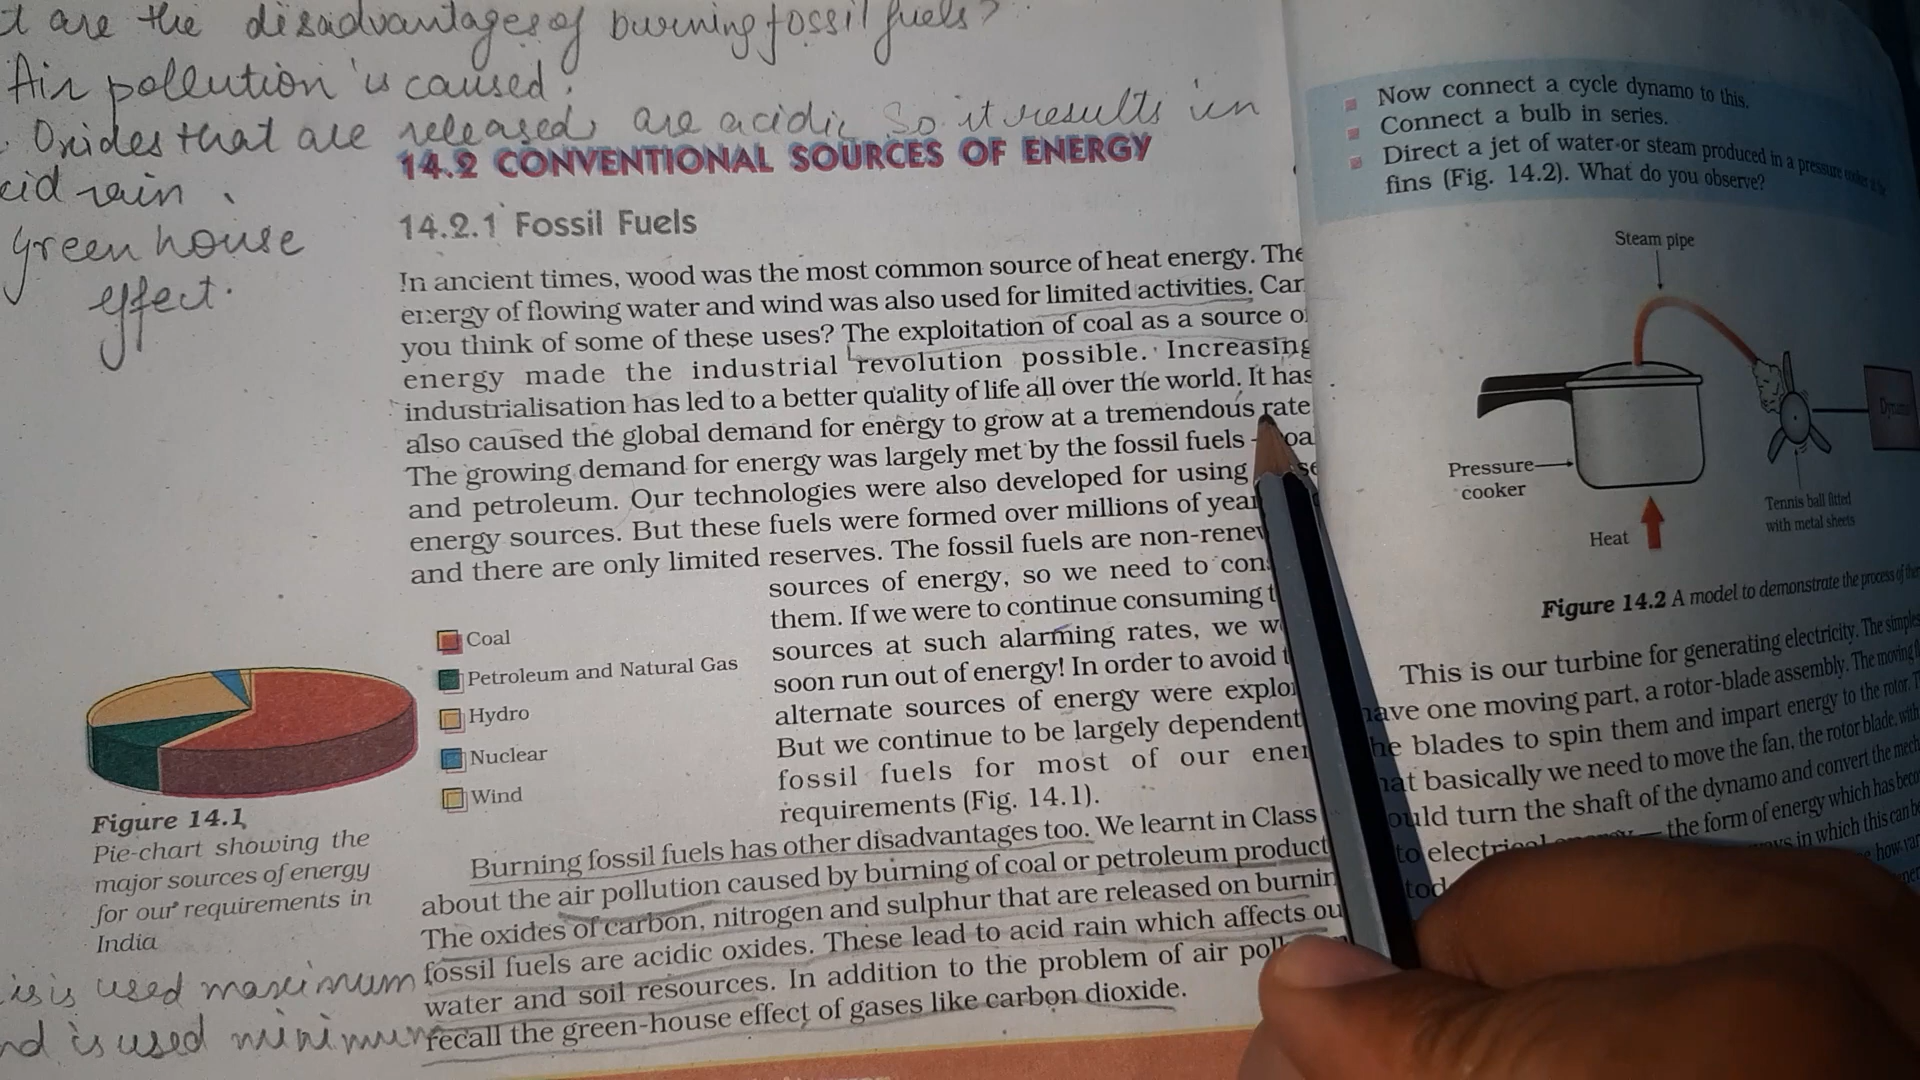 are the disadvantages of burning fossil fuels?
Air pollution is caused.
Oxides that are released, are acidic so it results in
rain.
Green house
effect.
14.2 CONVENTIONAL SOURCES OF ENERGY
14.2.1 Fossil Fuels
In ancient times, wood was the most common source of heat energy. The
energy of flowing water and wind was also used for limited activities. Can
you think of some of these uses? The exploitation of coal as a source o
energy made the industrial revolution possible. Increasing
industrialisation has led to a better quality of life all over the world. It has
also caused the global demand for energy to grow at a tremendous rate
The growing demand for energy was largely met by the fossil fuels – oa
and petroleum. Our technologies were also developed for using se
energy sources. But these fuels were formed over millions of year
and there are only limited reserves. The fossil fuels are non-renew
sources of energy, so we need to cons
them. If we were to continue consuming t
sources at such alarming rates, we w
soon run out of energy! In order to avoid t
alternate sources of energy were explor
But we continue to be largely dependent
fossil fuels for most of our ener
requirements (Fig. 14.1).
Coal
Petroleum and Natural Gas
Hydro
Nuclear
Wind
Figure 14.1
Pie-chart showing the
major sources of energy
for our requirements in
India
is used maximum
is used minimum
Burning fossil fuels has other disadvantages too. We learnt in Class
about the air pollution caused by burning of coal or petroleum product
The oxides of carbon, nitrogen and sulphur that are released on burnin
fossil fuels are acidic oxides. These lead to acid rain which affects ou
water and soil resources. In addition to the problem of air poll
recall the green-house effect of gases like carbon dioxide.
Now connect a cycle dynamo to this.
Connect a bulb in series.
Direct a jet of water or steam produced in a pressure
fins (Fig. 14.2). What do you observe?
Steam pipe
Dynamo
Pressure
cooker
Tennis ball fitted
with metal sheets
Heat
Figure 14.2 A model to demonstrate the process of
This is our turbine for generating electricity. The simples
have one moving part, a rotor-blade assembly. The moving
he blades to spin them and impart energy to the rotor.
hat basically we need to move the fan, the rotor blade, with
ould turn the shaft of the dynamo and convert the mech
to electrical energy — the form of energy which has beco
ways in which this can b
tod